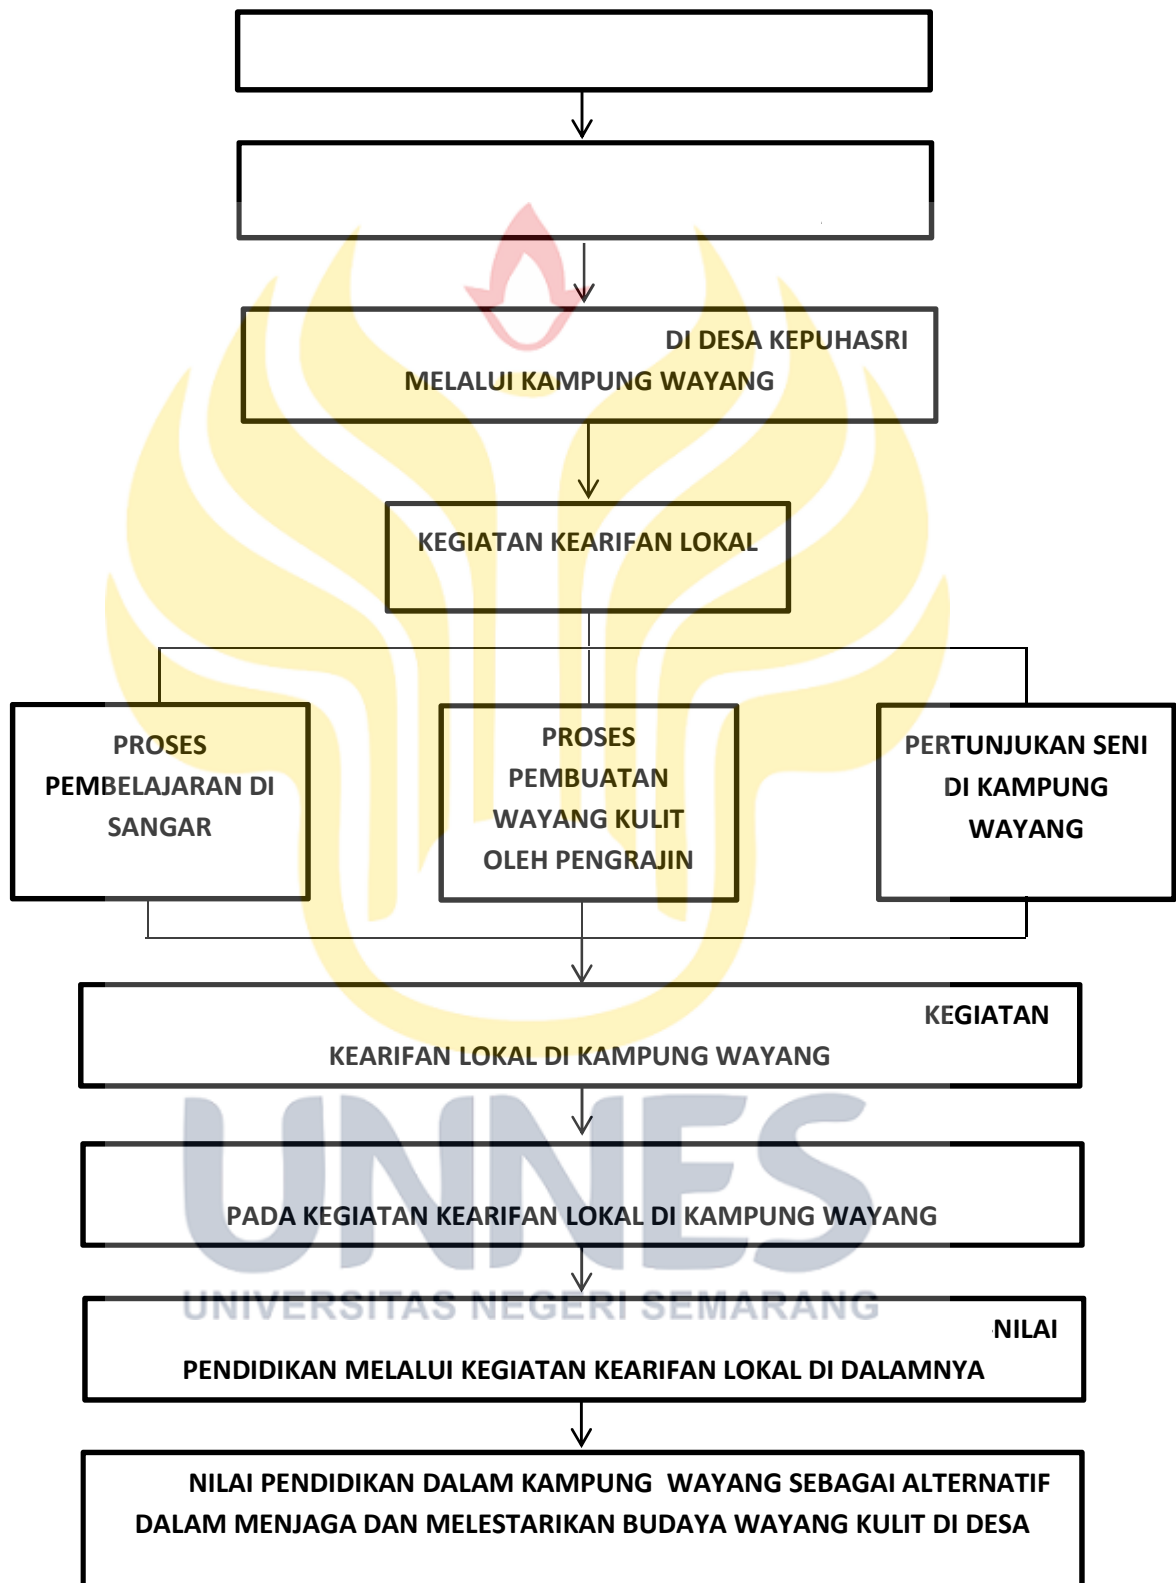 DI DESA KEPUHASRI
MELALUI KAMPUNG WAYANG
KEGIATAN KEARIFAN LOKAL
PROSES
PEMBELAJARAN DI
SANGAR
PROSES
PEMBUATAN
WAYANG KULIT
OLEH PENGRAJIN
PERTUNJUKAN SENI
DI KAMPUNG
WAYANG
KEGIATAN
KEARIFAN LOKAL DI KAMPUNG WAYANG
UNNES
PADA KEGIATAN KEARIFAN LOKAL DI KAMPUNG WAYANG
UNIVERSITAS NEGERI SEMARANG
NILAI
PENDIDIKAN MELALUI KEGIATAN KEARIFAN LOKAL DI DALAMNYA
NILAI PENDIDIKAN DALAM KAMPUNG WAYANG SEBAGAI ALTERNATIF
DALAM MENJAGA DAN MELESTARIKAN BUDAYA WAYANG KULIT DI DESA